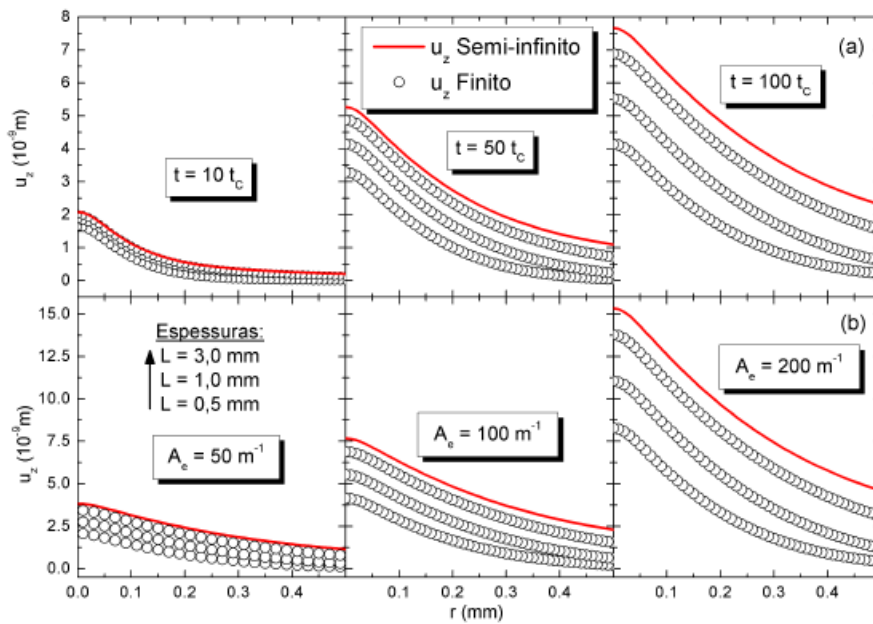 8
7
6
5
4
3
2
1
0
u_z (10^-9 m)
t = 10 t_C
u_z Semi-infinito
u_z Finito
t = 50 t_C
(a)
t = 100 t_C
15.0
12.5
10.0
7.5
5.0
2.5
0.0
u_z (10^-9 m)
Espessuras:
L = 3,0 mm
L = 1,0 mm
L = 0,5 mm
A_e = 50 m^-1
A_e = 100 m^-1
(b)
A_e = 200 m^-1
0.0 0.1 0.2 0.3 0.4 0.1 0.2 0.3 0.4 0.1 0.2 0.3 0.4
r (mm)